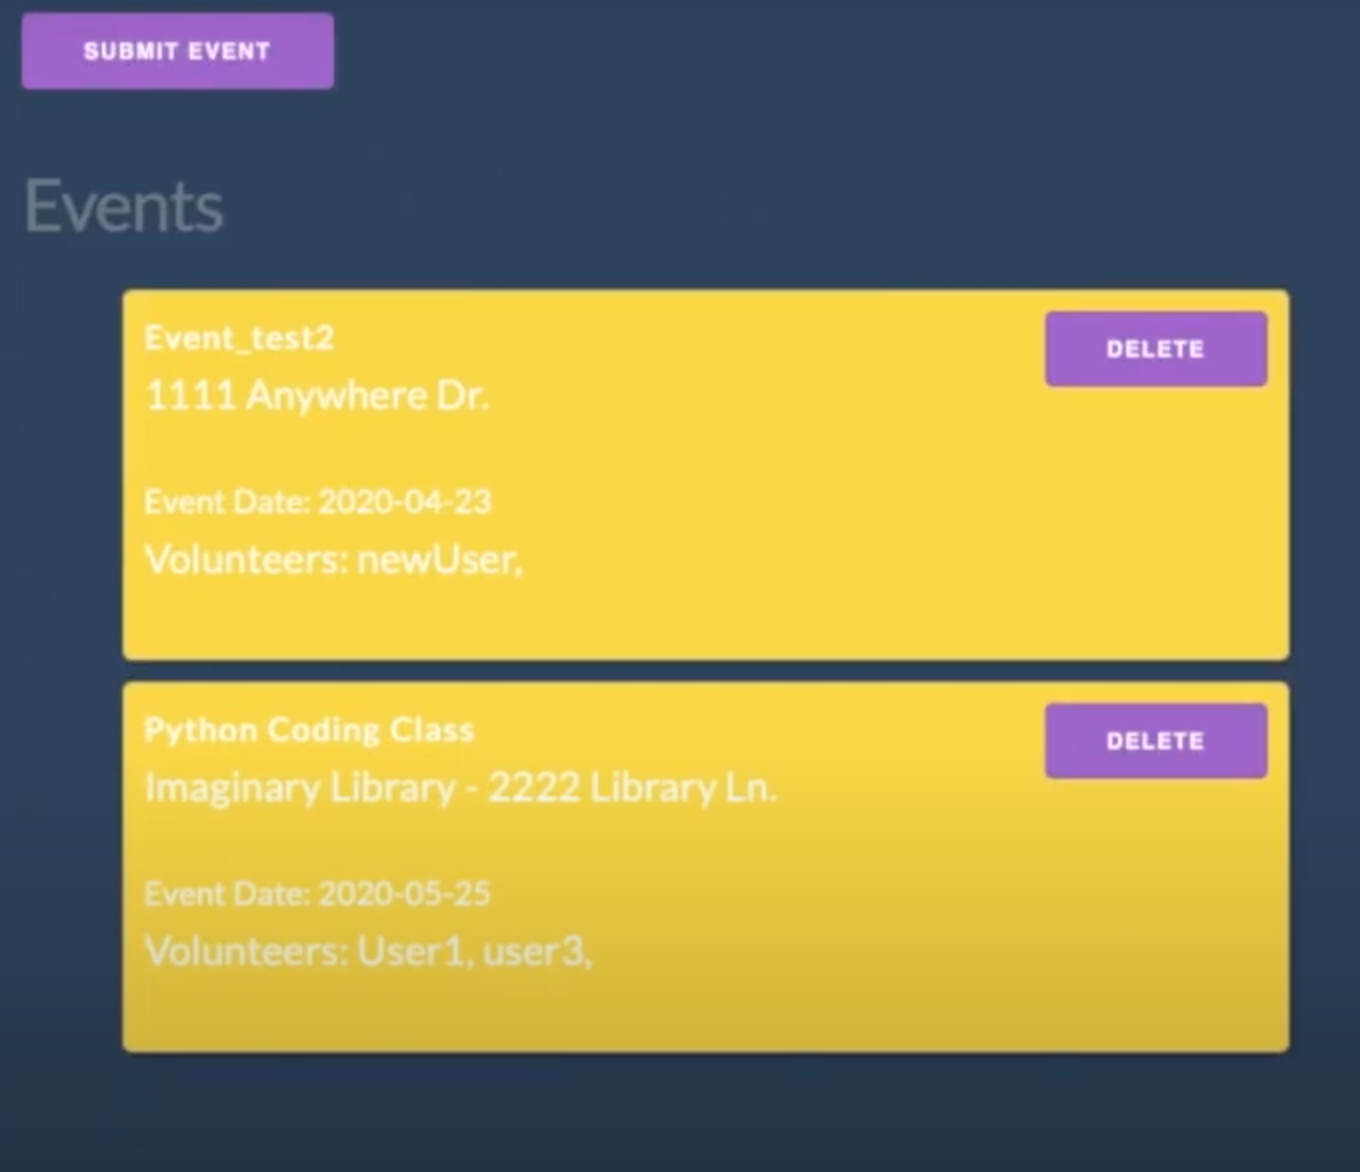 SUBMIT EVENT
Events
Event_test2
DELETE
1111 Anywhere Dr.
Event Date: 2020-04-23
Volunteers: newUser,
Python Coding Class
DELETE
Imaginary Library - 2222 Library Ln.
Event Date: 2020-05-25
Volunteers: User1, user3,